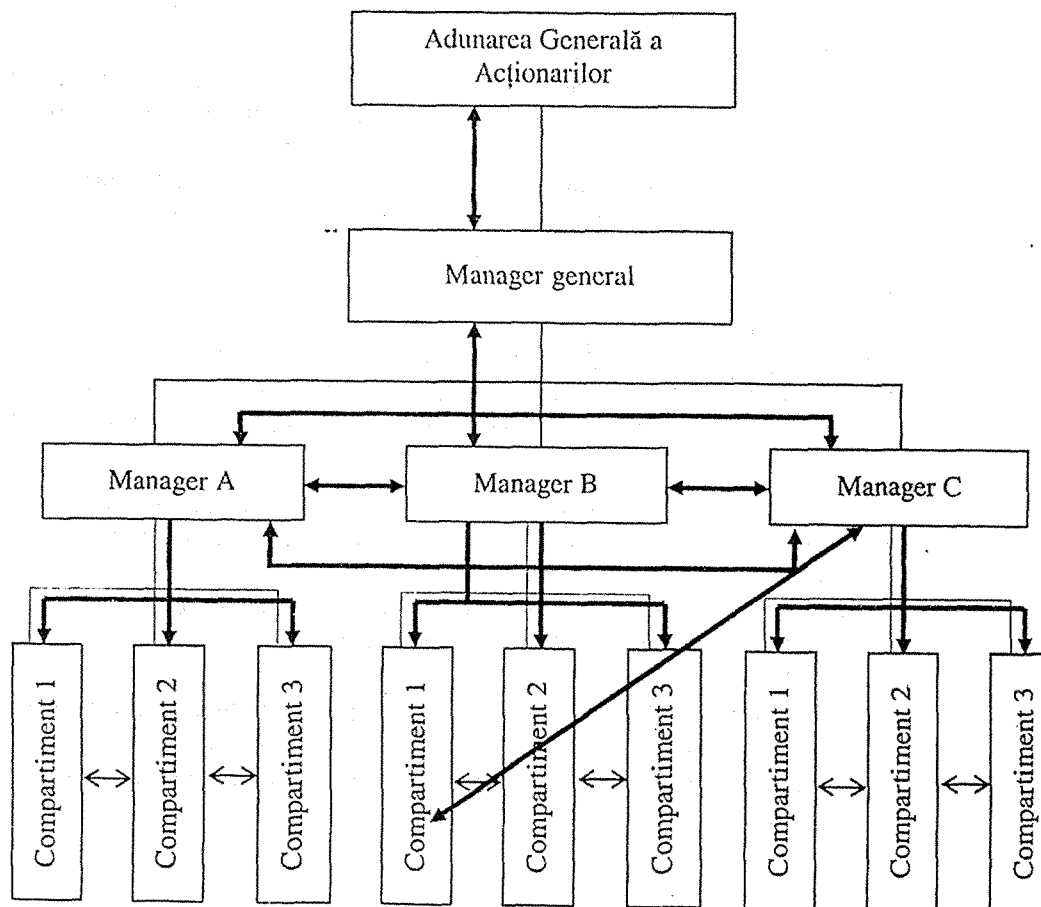 Adunarea Generală a
Acționarilor
Manager general
Manager A
Manager B
Manager C
Compartiment 1
Compartiment 2
Compartiment 3
Compartiment 1
Compartiment 2
Compartiment 3
Compartiment 1
Compartiment 2
Compartiment 3